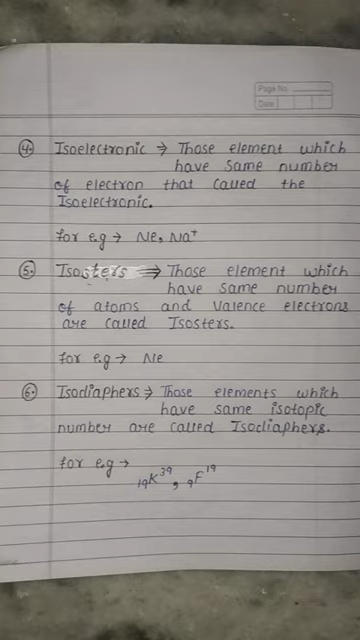 Page No.
Date
4. Isoelectronic → Those element which
have same number
of electron that called the
Isoelectronic.
for e.g → Ne, Na⁺
5. Isosters ⇒ Those element which
have same number
of atoms and valence electrons
are called Isosters.
for e.g → Ne
6. Isodiaphers → Those elements which
have same isotopic
number are called Isodiaphers.
for e.g →
₁₉K³⁹, ₉F¹⁹